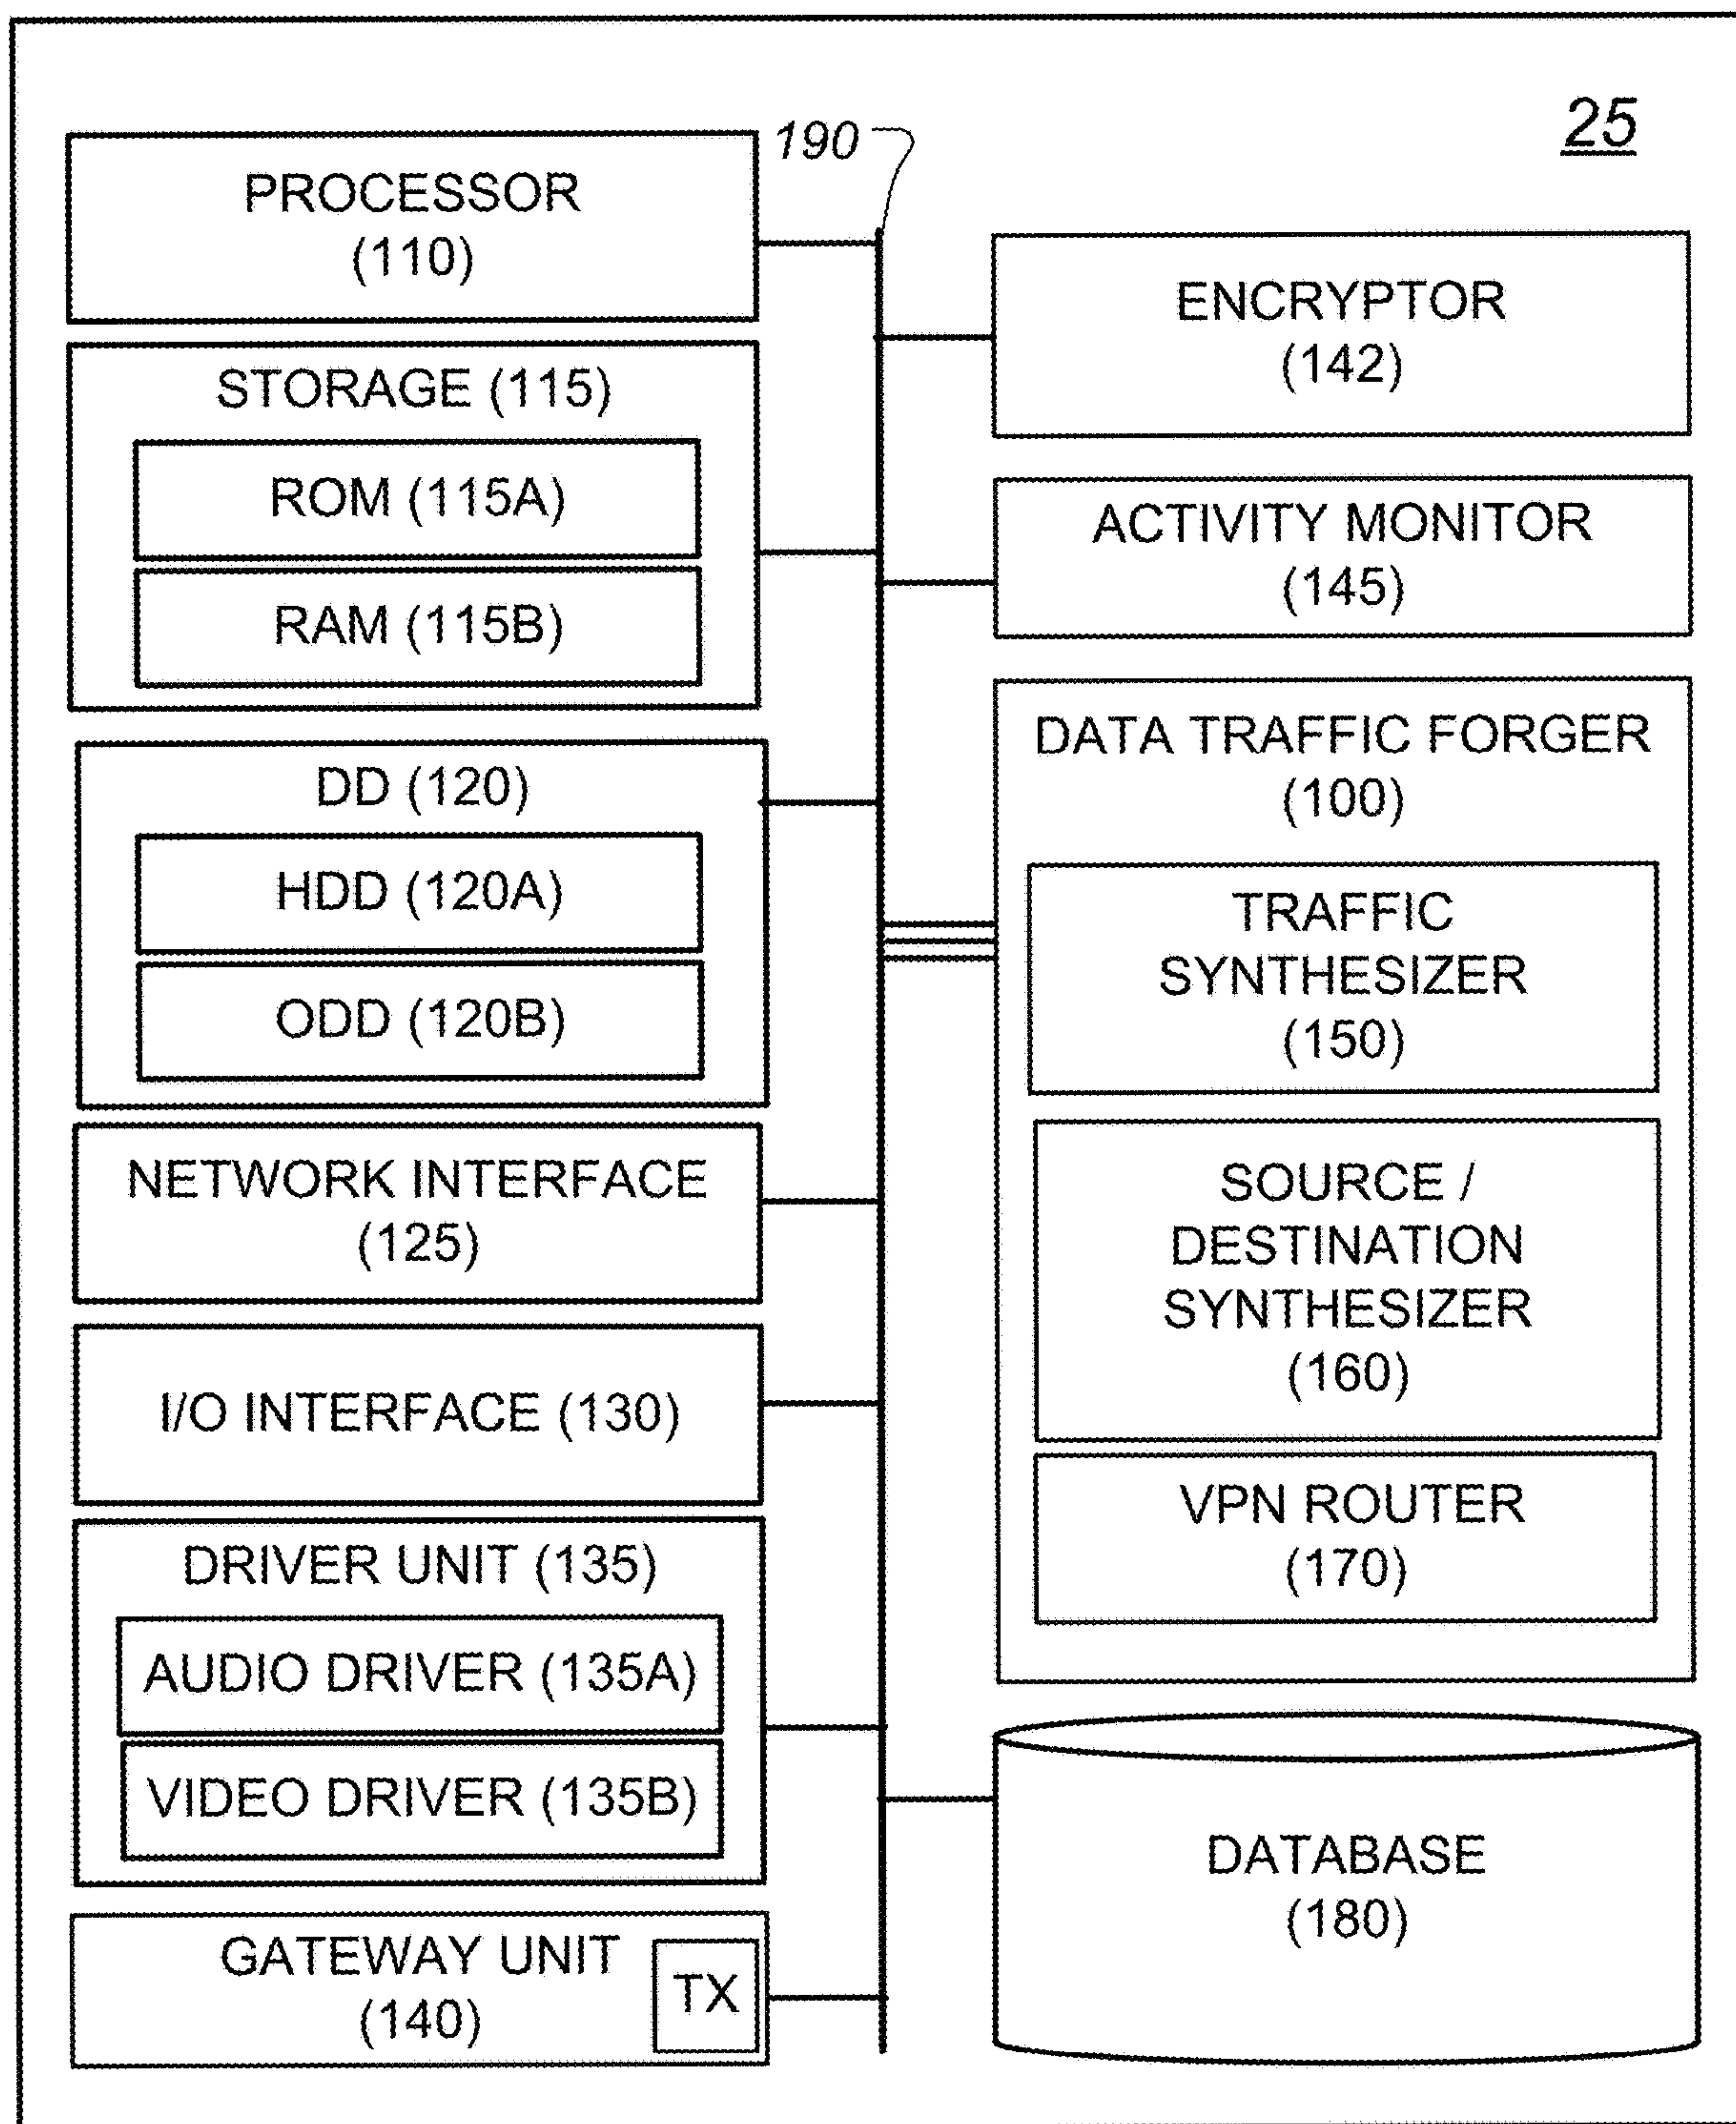 25
190
PROCESSOR
(110)
STORAGE (115)
ROM (115A)
RAM (115B)
DD (120)
HDD (120A)
ODD (120B)
NETWORK INTERFACE
(125)
I/O INTERFACE (130)
DRIVER UNIT (135)
AUDIO DRIVER (135A)
VIDEO DRIVER (135B)
GATEWAY UNIT
(140)
TX
ENCRYPTOR
(142)
ACTIVITY MONITOR
(145)
DATA TRAFFIC FORGER
(100)
TRAFFIC
SYNTHESIZER
(150)
SOURCE /
DESTINATION
SYNTHESIZER
(160)
VPN ROUTER
(170)
DATABASE
(180)